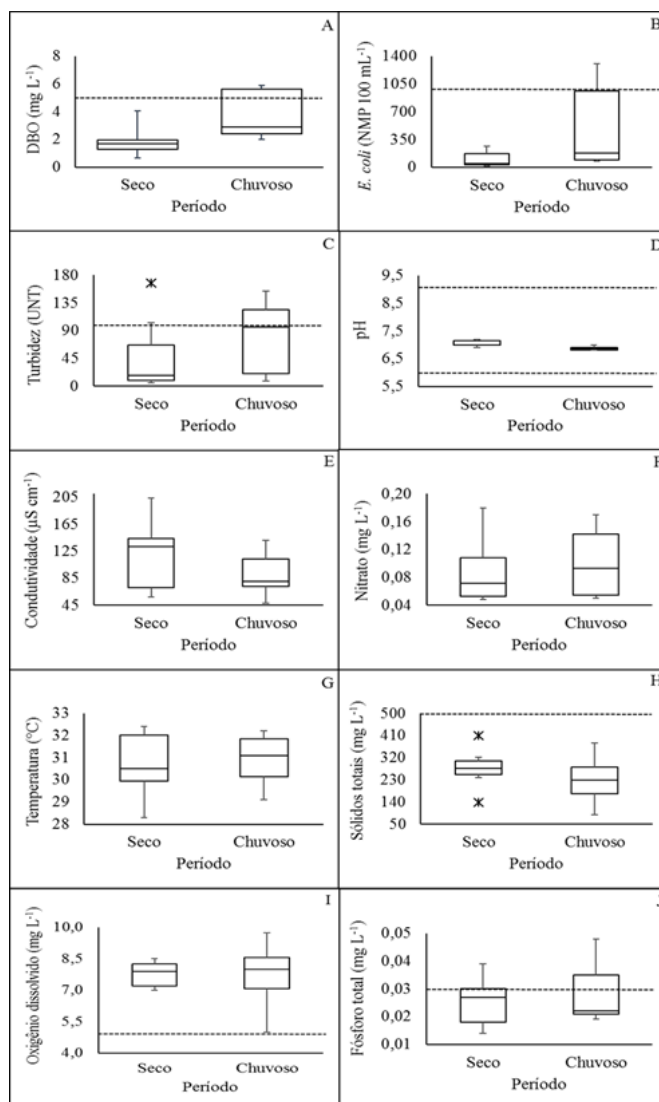 A
DBO (mg L-1)
8
6
4
2
0
Seco
Chuvoso
Período
B
E. coli (NMP 100 mL-1)
1400
1050
700
350
0
Seco
Chuvoso
Período
C
Turbidez (UNT)
180
135
90
45
0
Seco
Chuvoso
Período
D
pH
9,5
8,5
7,5
6,5
5,5
Seco
Chuvoso
Período
E
Condutividade (µS cm-1)
205
165
125
85
45
Seco
Chuvoso
Período
F
Nitrato (mg L-1)
0,20
0,16
0,12
0,08
0,04
Seco
Chuvoso
Período
G
Temperatura (°C)
33
32
31
30
29
28
Seco
Chuvoso
Período
H
Sólidos totais (mg L-1)
500
410
320
230
140
50
Seco
Chuvoso
Período
I
Oxigênio dissolvido (mg L-1)
10,0
8,5
7,0
5,5
4,0
Seco
Chuvoso
Período
J
Fósforo total (mg L-1)
0,05
0,04
0,03
0,02
0,01
Seco
Chuvoso
Período